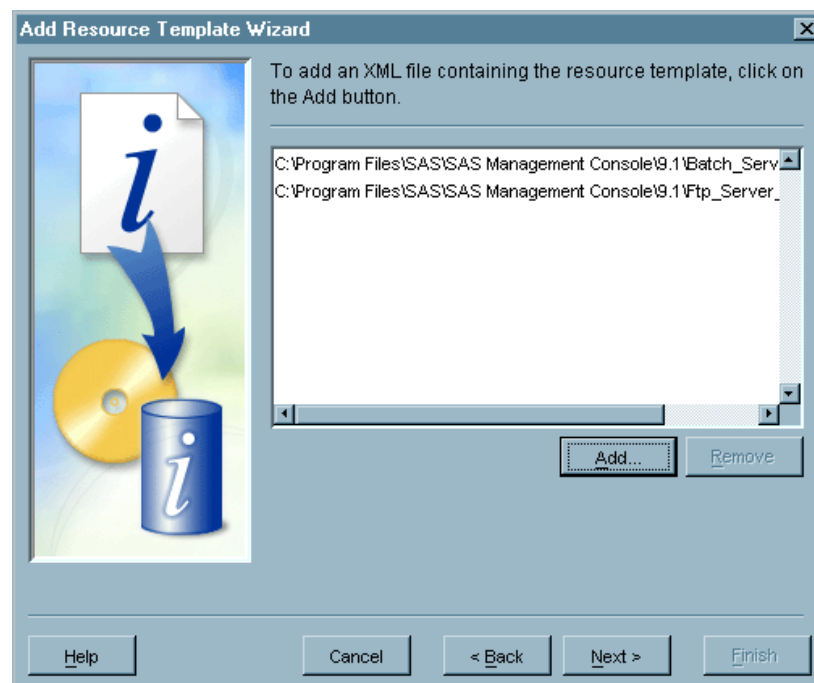 Add Resource Template Wizard
To add an XML file containing the resource template, click on
the Add button.
C:\Program Files\SAS\SAS Management Console\9.1\Batch_Serv
C:\Program Files\SAS\SAS Management Console\9.1\Ftp_Server_
i
i
Add...
Remove
Help
Cancel
< Back
Next >
Finish